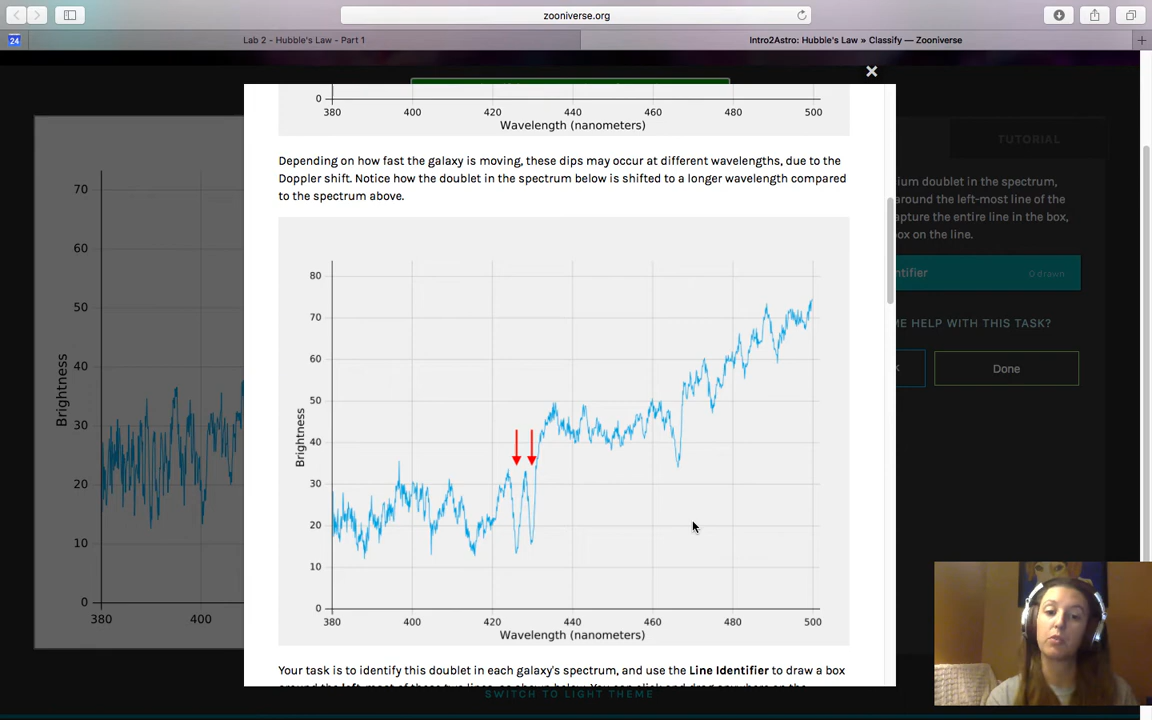 zooniverse.org
24
Lab 2 - Hubble's Law - Part 1
Intro2Astro: Hubble's Law » Classify — Zooniverse
TUTORIAL
ium doublet in the spectrum,
around the left-most line of the
apture the entire line in the box,
box on the line.
ntifier 0 drawn
ME HELP WITH THIS TASK?
Done
70
60
50
40
30
20
10
0
380 400
Brightness
0
380 400 420 440 460 480 500
Wavelength (nanometers)
Depending on how fast the galaxy is moving, these dips may occur at different wavelengths, due to the
Doppler shift. Notice how the doublet in the spectrum below is shifted to a longer wavelength compared
to the spectrum above.
80
70
60
50
40
30
20
10
0
Brightness
380 400 420 440 460 480 500
Wavelength (nanometers)
Your task is to identify this doublet in each galaxy's spectrum, and use the Line Identifier to draw a box
SWITCH TO LIGHT THEME